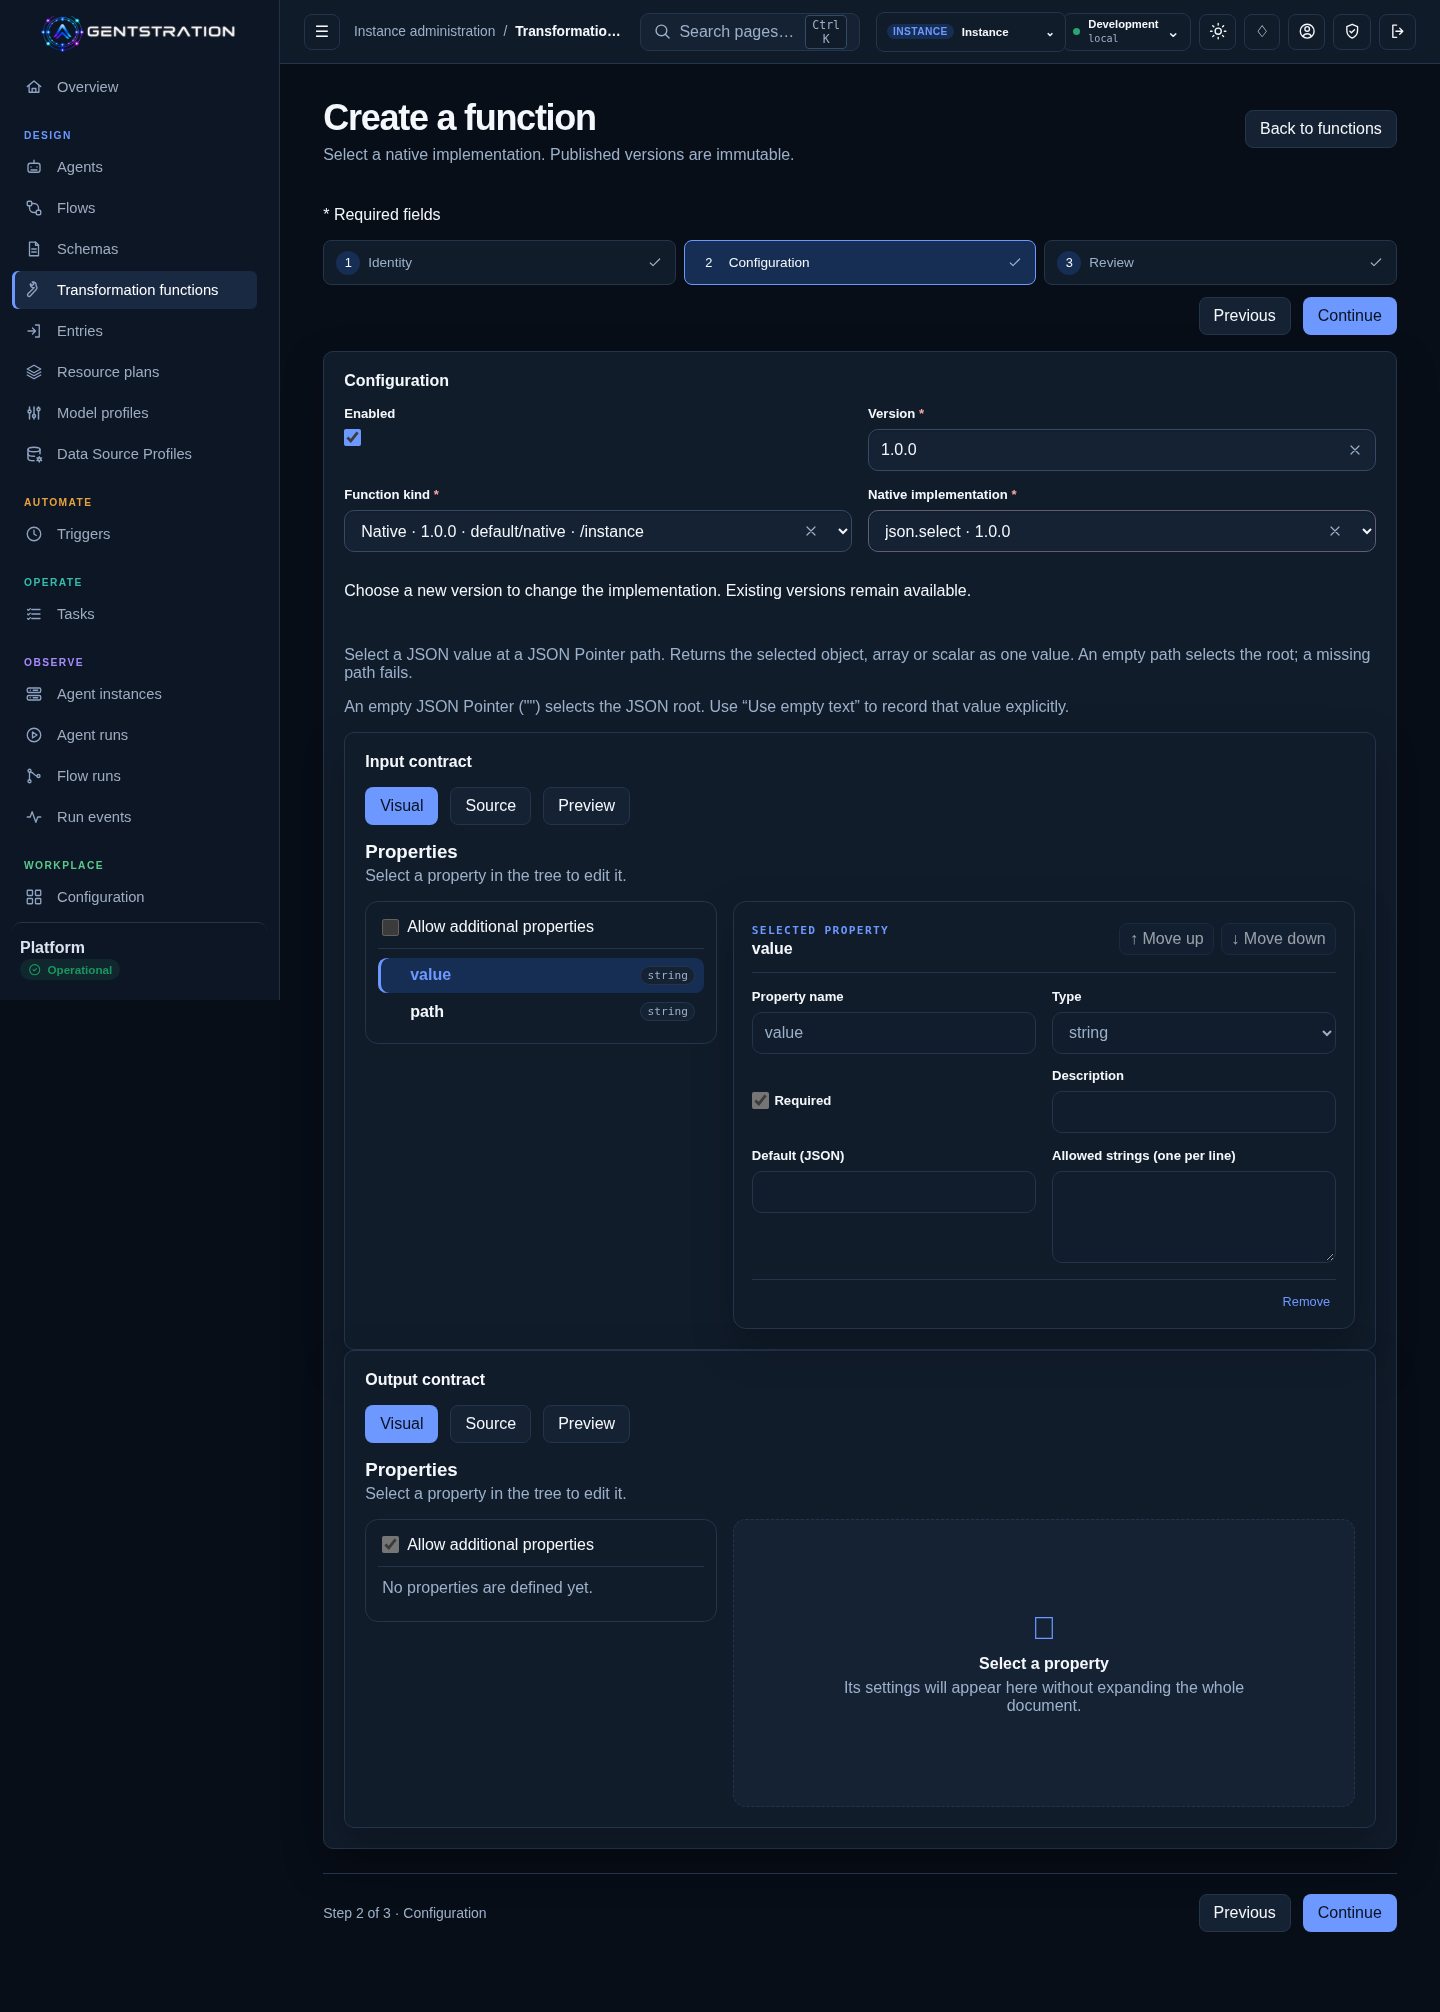 GENTSTRATION
☰
Instance administration / Transformatio…
Search pages…
Ctrl K
INSTANCE Instance
Development
local
Overview
DESIGN
Agents
Flows
Schemas
Transformation functions
Entries
Resource plans
Model profiles
Data Source Profiles
AUTOMATE
Triggers
OPERATE
Tasks
OBSERVE
Agent instances
Agent runs
Flow runs
Run events
WORKPLACE
Configuration
Platform
Operational
Create a function
Select a native implementation. Published versions are immutable.
Back to functions
* Required fields
1 Identity
2 Configuration
3 Review
Previous
Continue
Configuration
Enabled
Version *
1.0.0
Function kind *
Native implementation *
Native · 1.0.0 · default/native · /instance
json.select · 1.0.0
Choose a new version to change the implementation. Existing versions remain available.
Select a JSON value at a JSON Pointer path. Returns the selected object, array or scalar as one value. An empty path selects the root; a missing
path fails.
An empty JSON Pointer ("") selects the JSON root. Use “Use empty text” to record that value explicitly.
Input contract
Visual
Source
Preview
Properties
Select a property in the tree to edit it.
Allow additional properties
value string
path string
SELECTED PROPERTY
value
↑ Move up
↓ Move down
Property name
Type
value
string
Required
Description
Default (JSON)
Allowed strings (one per line)
Remove
Output contract
Visual
Source
Preview
Properties
Select a property in the tree to edit it.
Allow additional properties
No properties are defined yet.
Select a property
Its settings will appear here without expanding the whole
document.
Step 2 of 3 · Configuration
Previous
Continue